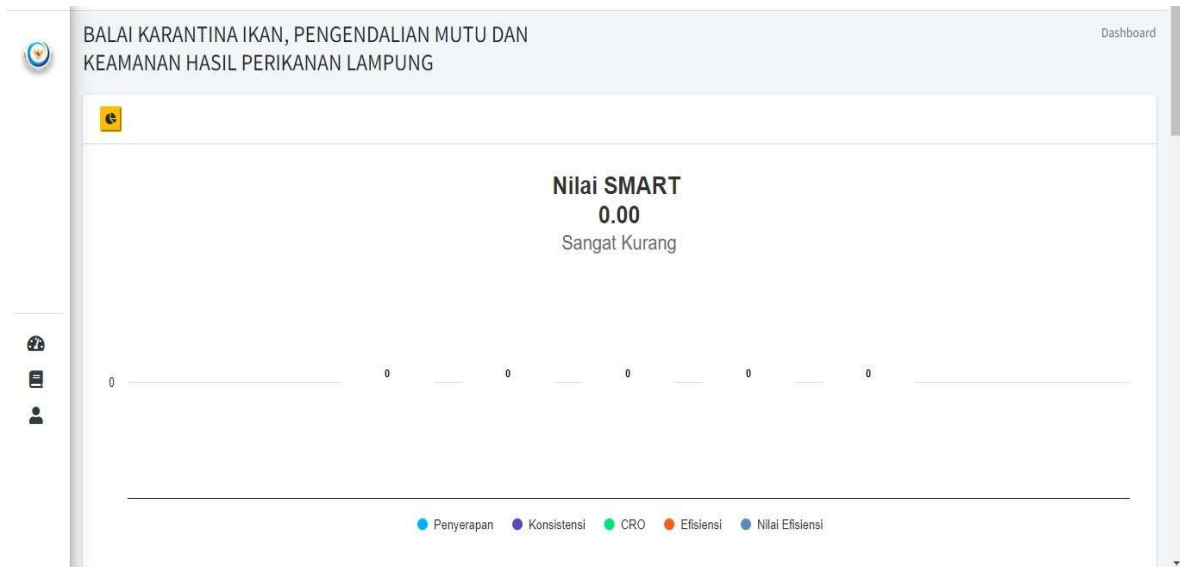 BALAI KARANTINA IKAN, PENGENDALIAN MUTU DAN
KEAMANAN HASIL PERIKANAN LAMPUNG
Dashboard
Nilai SMART
0.00
Sangat Kurang
0 0 0 0 0 0
Penyerapan Konsistensi CRO Efisiensi Nilai Efisiensi